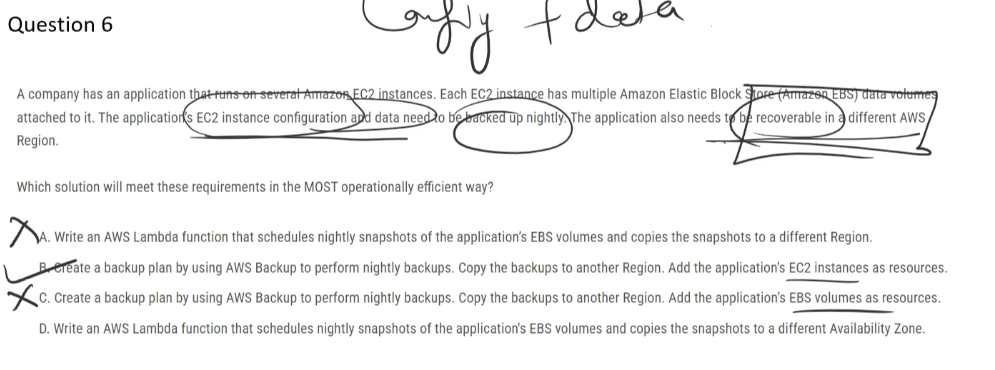 Config + data
Question 6
A company has an application that runs on several Amazon EC2 instances. Each EC2 instance has multiple Amazon Elastic Block Store (Amazon EBS) data volumes
attached to it. The application's EC2 instance configuration and data need to be backed up nightly. The application also needs to be recoverable in a different AWS
Region.
Which solution will meet these requirements in the MOST operationally efficient way?
A. Write an AWS Lambda function that schedules nightly snapshots of the application's EBS volumes and copies the snapshots to a different Region.
B. Create a backup plan by using AWS Backup to perform nightly backups. Copy the backups to another Region. Add the application's EC2 instances as resources.
C. Create a backup plan by using AWS Backup to perform nightly backups. Copy the backups to another Region. Add the application's EBS volumes as resources.
D. Write an AWS Lambda function that schedules nightly snapshots of the application's EBS volumes and copies the snapshots to a different Availability Zone.